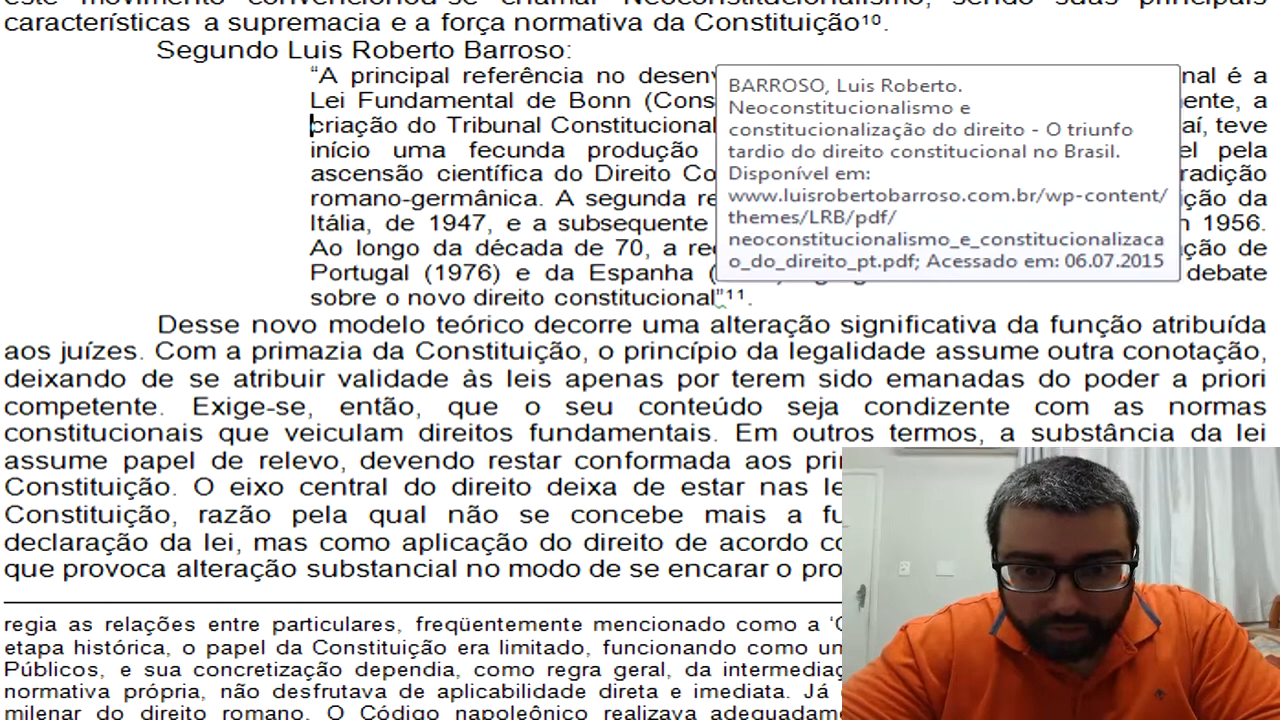 este movimento convencionou-se chamar Neoconstitucionalismo, sendo suas principais
características a supremacia e a força normativa da Constituição¹⁰.
Segundo Luis Roberto Barroso:
“A principal referência no desenv nal é a
Lei Fundamental de Bonn (Cons ente, a
criação do Tribunal Constitucional aí, teve
início uma fecunda produção el pela
ascensão científica do Direito Co radição
romano-germânica. A segunda re ição da
Itália, de 1947, e a subsequente n 1956.
Ao longo da década de 70, a red ção de
Portugal (1976) e da Espanha ( debate
sobre o novo direito constitucional”¹¹.
BARROSO, Luis Roberto.
Neoconstitucionalismo e
constitucionalização do direito - O triunfo
tardio do direito constitucional no Brasil.
Disponível em:
www.luisrobertobarroso.com.br/wp-content/
themes/LRB/pdf/
neoconstitucionalismo_e_constitucionalizaca
o_do_direito_pt.pdf; Acessado em: 06.07.2015
Desse novo modelo teórico decorre uma alteração significativa da função atribuída
aos juízes. Com a primazia da Constituição, o princípio da legalidade assume outra conotação,
deixando de se atribuir validade às leis apenas por terem sido emanadas do poder a priori
competente. Exige-se, então, que o seu conteúdo seja condizente com as normas
constitucionais que veiculam direitos fundamentais. Em outros termos, a substância da lei
assume papel de relevo, devendo restar conformada aos pri
Constituição. O eixo central do direito deixa de estar nas le
Constituição, razão pela qual não se concebe mais a fu
declaração da lei, mas como aplicação do direito de acordo co
que provoca alteração substancial no modo de se encarar o pro
regia as relações entre particulares, freqüentemente mencionado como a ‘C
etapa histórica, o papel da Constituição era limitado, funcionando como um
Públicos, e sua concretização dependia, como regra geral, da intermediaç
normativa própria, não desfrutava de aplicabilidade direta e imediata. Já
milenar do direito romano. O Código napoleônico realizava adequadame